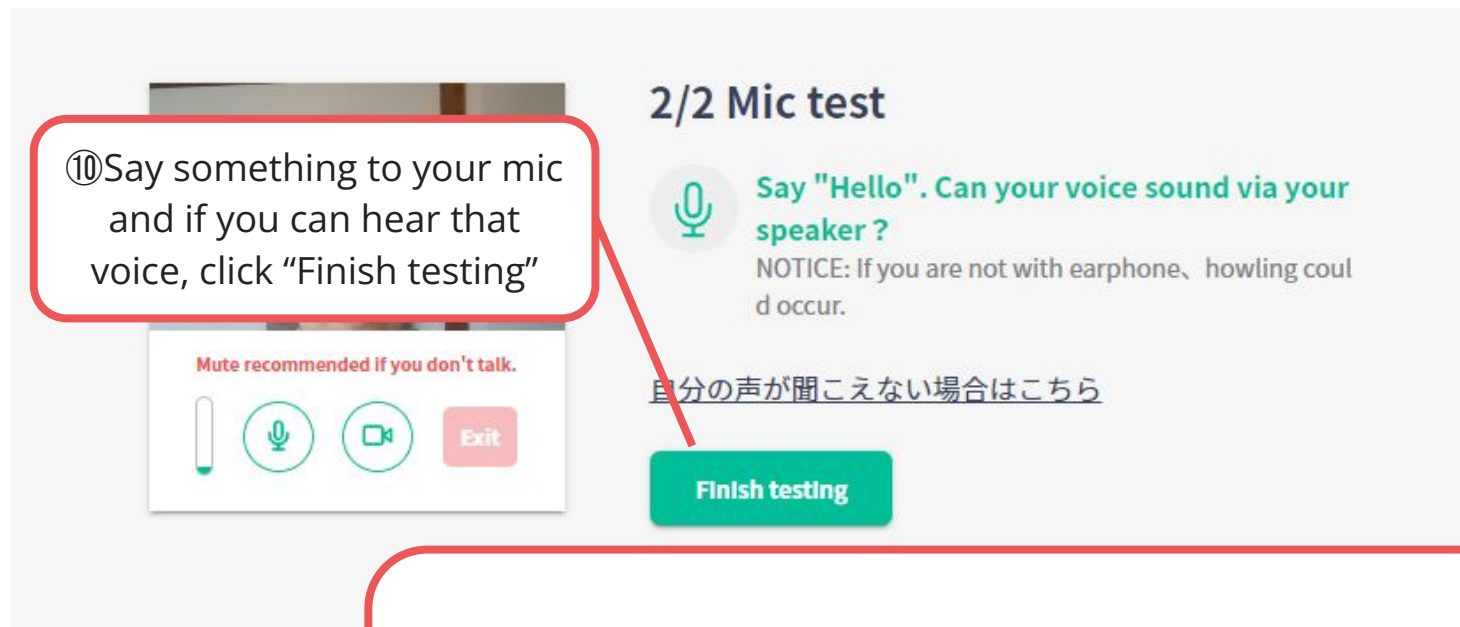 2/2 Mic test
⑩Say something to your mic
and if you can hear that
voice, click “Finish testing”
Say "Hello". Can your voice sound via your
speaker ?
NOTICE: If you are not with earphone、howling coul
d occur.
Mute recommended if you don't talk.
Exit
自分の声が聞こえない場合はこちら
Finish testing